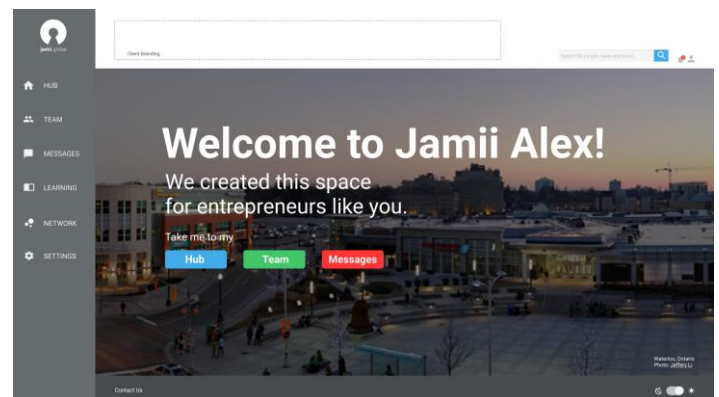 jamii.global
HUB
TEAM
MESSAGES
LEARNING
NETWORK
SETTINGS
Client Branding
Welcome to Jamii Alex!
We created this space
for entrepreneurs like you.
Take me to my
Hub
Team
Messages
Waterloo, Ontario
Photo: Jeffery Li
Contact Us